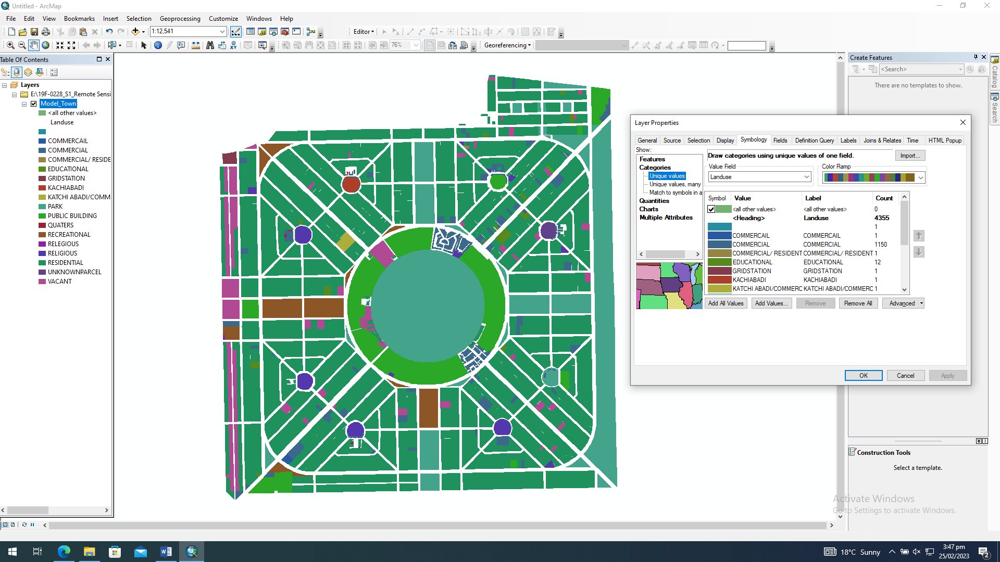 Untitled - ArcMap
File Edit View Bookmarks Insert Selection Geoprocessing Customize Windows Help
1:12,541
Editor
76%
Georeferencing
Table Of Contents
Layers
E:\19F-0228_S1_Remote Sensi
Model_Town
<all other values>
Landuse
COMMERCAIL
COMMERCIAL
COMMERCIAL/ RESIDE
EDUCATIONAL
GRIDSTATION
KACHIABADI
KATCHI ABADI/COMM
PARK
PUBLIC BUILDING
QUATERS
RECREATIONAL
RELEGIOUS
RELIGIOUS
RESIDENTIAL
UNKNOWNPARCEL
VACANT
Layer Properties
General Source Selection Display Symbology Fields Definition Query Labels Joins & Relates Time HTML Popup
Show:
Features
Categories
Unique values
Unique values, many
Match to symbols in a
Quantities
Charts
Multiple Attributes
Draw categories using unique values of one field.
Import...
Value Field
Landuse
Color Ramp
Symbol Value Label Count
<all other values> <all other values> 0
<Heading> Landuse 4355
1
COMMERCAIL COMMERCAIL 1
COMMERCIAL COMMERCIAL 1150
COMMERCIAL/ RESIDENT COMMERCIAL/ RESIDENT 1
EDUCATIONAL EDUCATIONAL 12
GRIDSTATION GRIDSTATION 1
KACHIABADI KACHIABADI 1
KATCHI ABADI/COMMERC KATCHI ABADI/COMMERC 1
Add All Values Add Values... Remove Remove All Advanced
OK Cancel Apply
Create Features
<Search>
There are no templates to show.
Catalog
Search
Construction Tools
Select a template.
Activate Windows
Go to Settings to activate Windows.
18°C Sunny
3:47 pm
25/02/2023
2